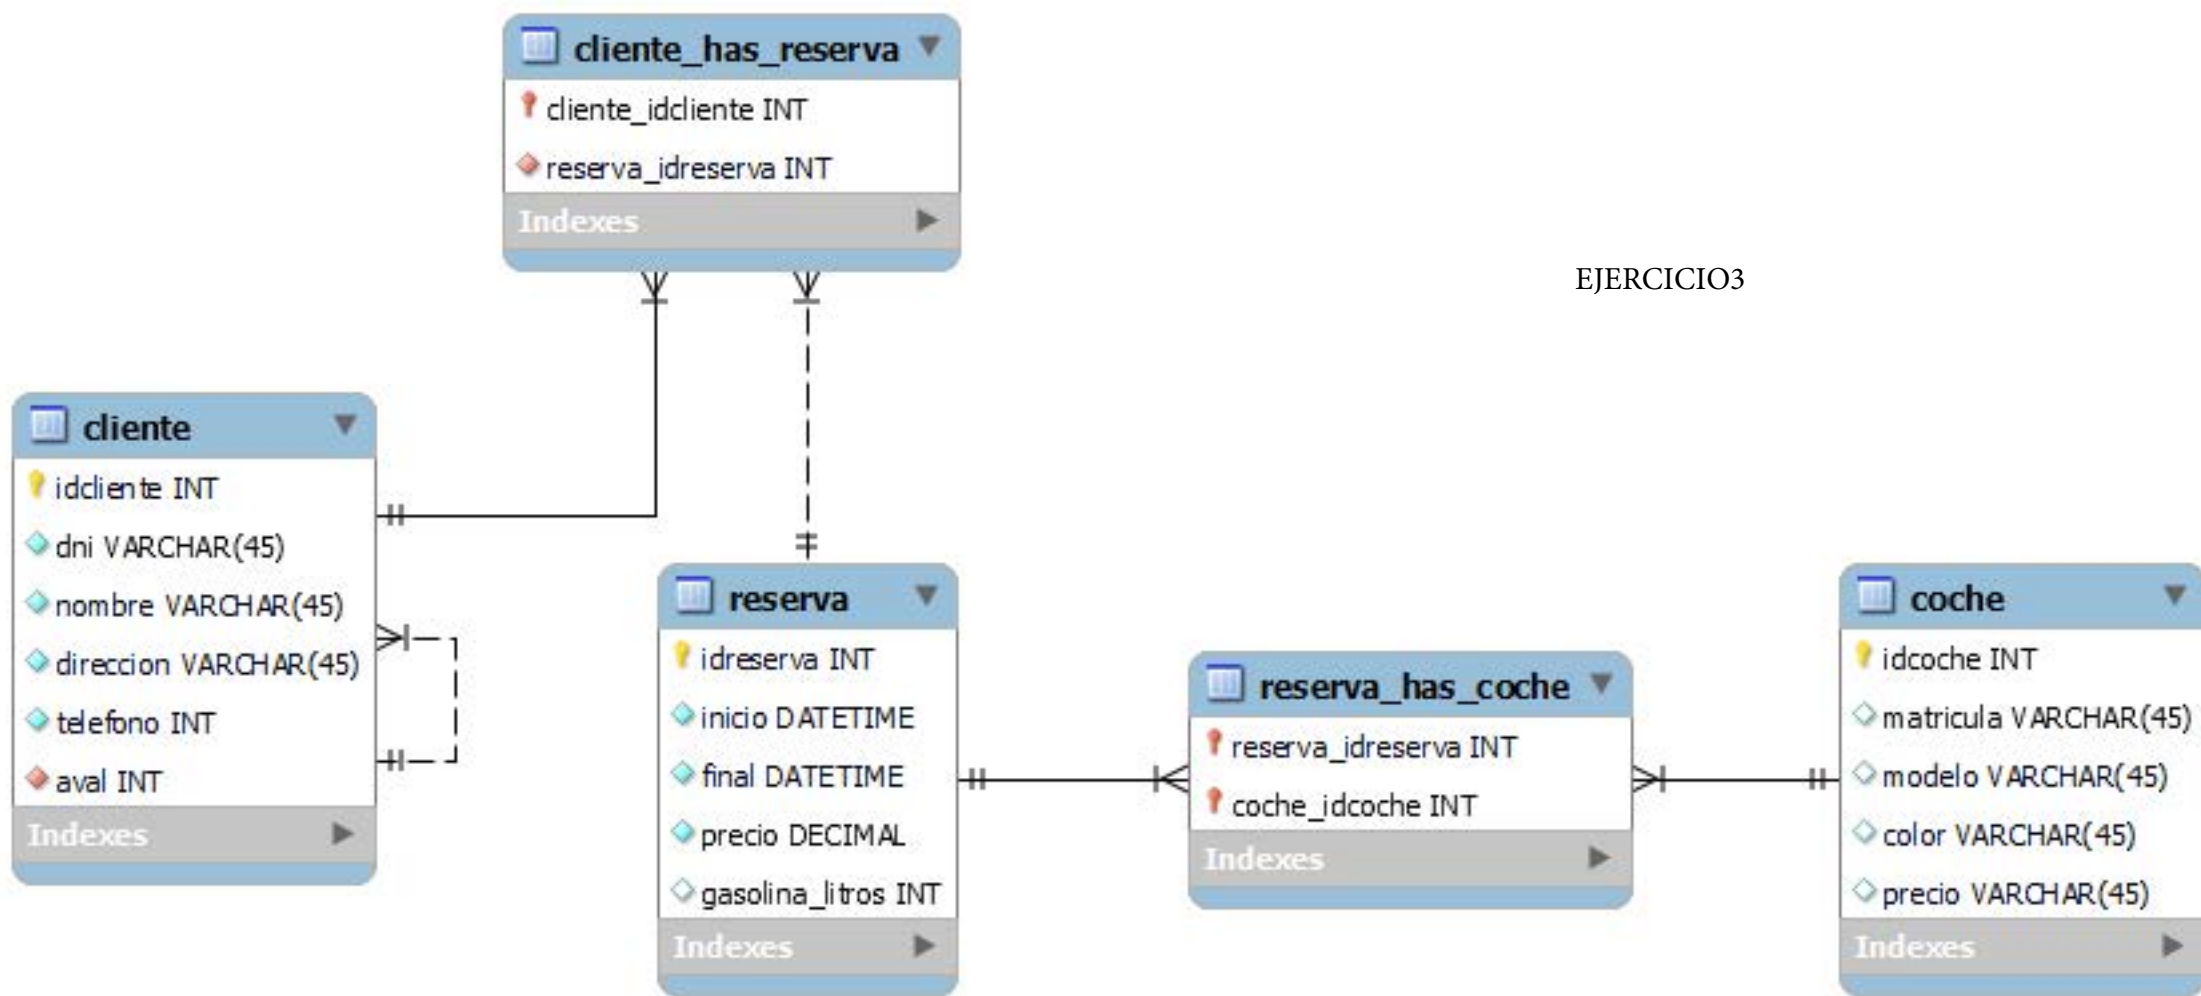 cliente_has_reserva
cliente_idcliente INT
reserva_idreserva INT
Indexes
EJERCICIO3
cliente
idcliente INT
dni VARCHAR(45)
nombre VARCHAR(45)
direccion VARCHAR(45)
telefono INT
aval INT
Indexes
reserva
idreserva INT
inicio DATETIME
final DATETIME
precio DECIMAL
gasolina_litros INT
Indexes
reserva_has_coche
reserva_idreserva INT
coche_idcoche INT
Indexes
coche
idcoche INT
matricula VARCHAR(45)
modelo VARCHAR(45)
color VARCHAR(45)
precio VARCHAR(45)
Indexes